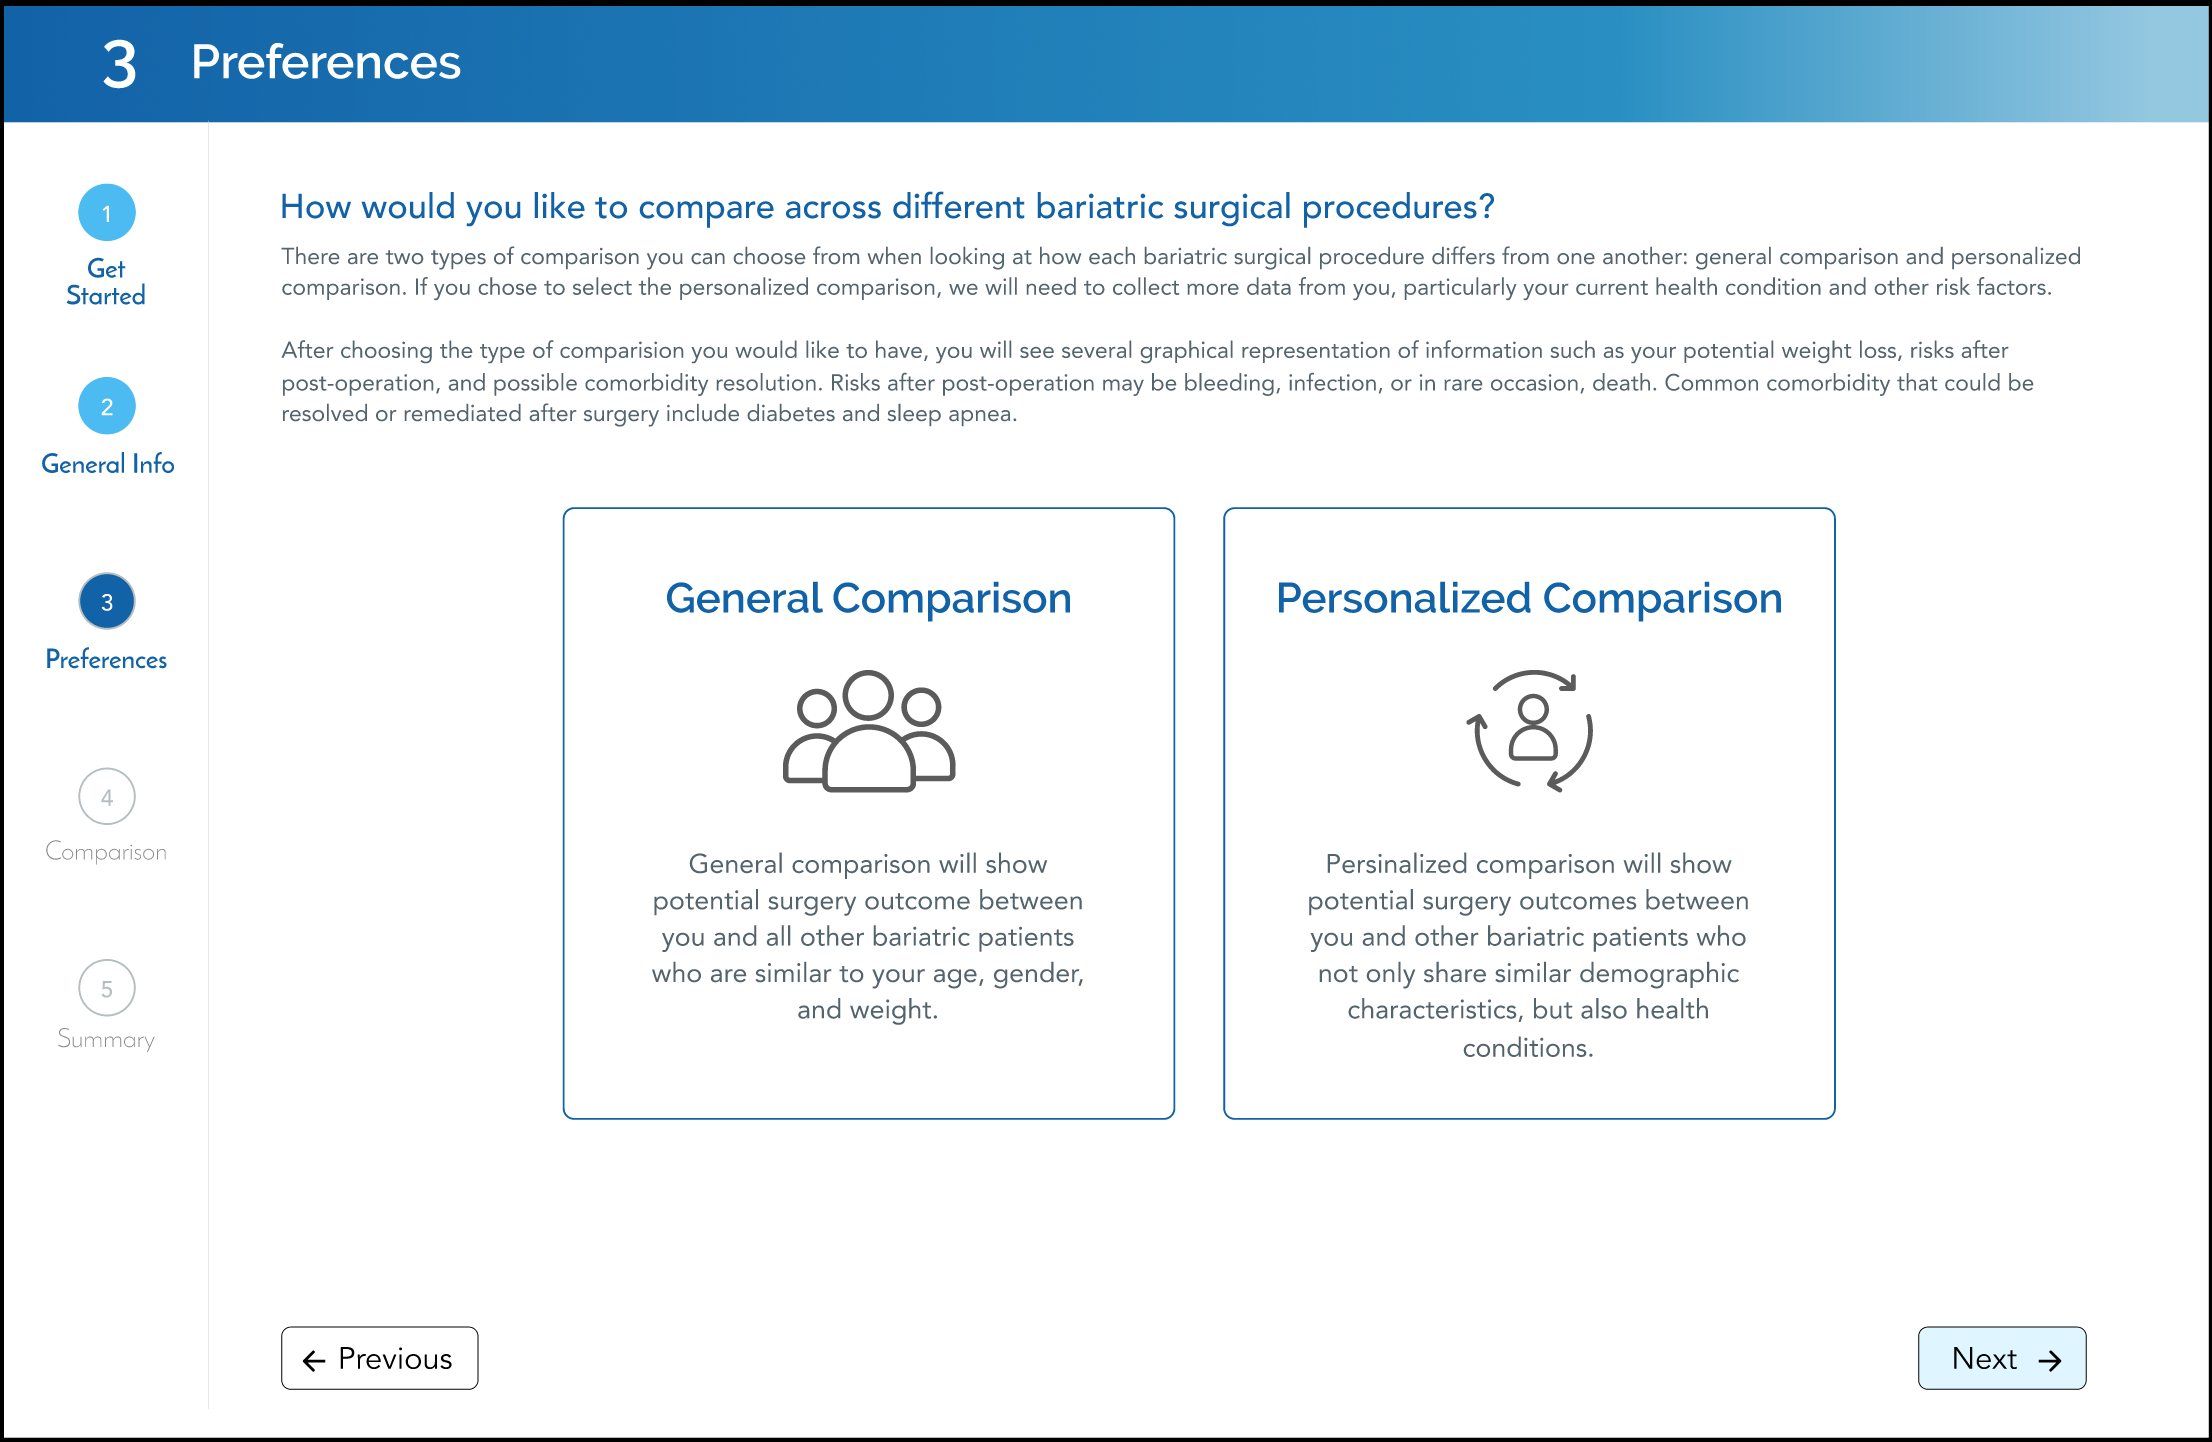 3 Preferences
1
Get
Started
2
General Info
3
Preferences
4
Comparison
5
Summary
How would you like to compare across different bariatric surgical procedures?
There are two types of comparison you can choose from when looking at how each bariatric surgical procedure differs from one another: general comparison and personalized
comparison. If you chose to select the personalized comparison, we will need to collect more data from you, particularly your current health condition and other risk factors.
After choosing the type of comparision you would like to have, you will see several graphical representation of information such as your potential weight loss, risks after
post-operation, and possible comorbidity resolution. Risks after post-operation may be bleeding, infection, or in rare occasion, death. Common comorbidity that could be
resolved or remediated after surgery include diabetes and sleep apnea.
General Comparison
General comparison will show
potential surgery outcome between
you and all other bariatric patients
who are similar to your age, gender,
and weight.
Personalized Comparison
Persinalized comparison will show
potential surgery outcomes between
you and other bariatric patients who
not only share similar demographic
characteristics, but also health
conditions.
← Previous
Next →